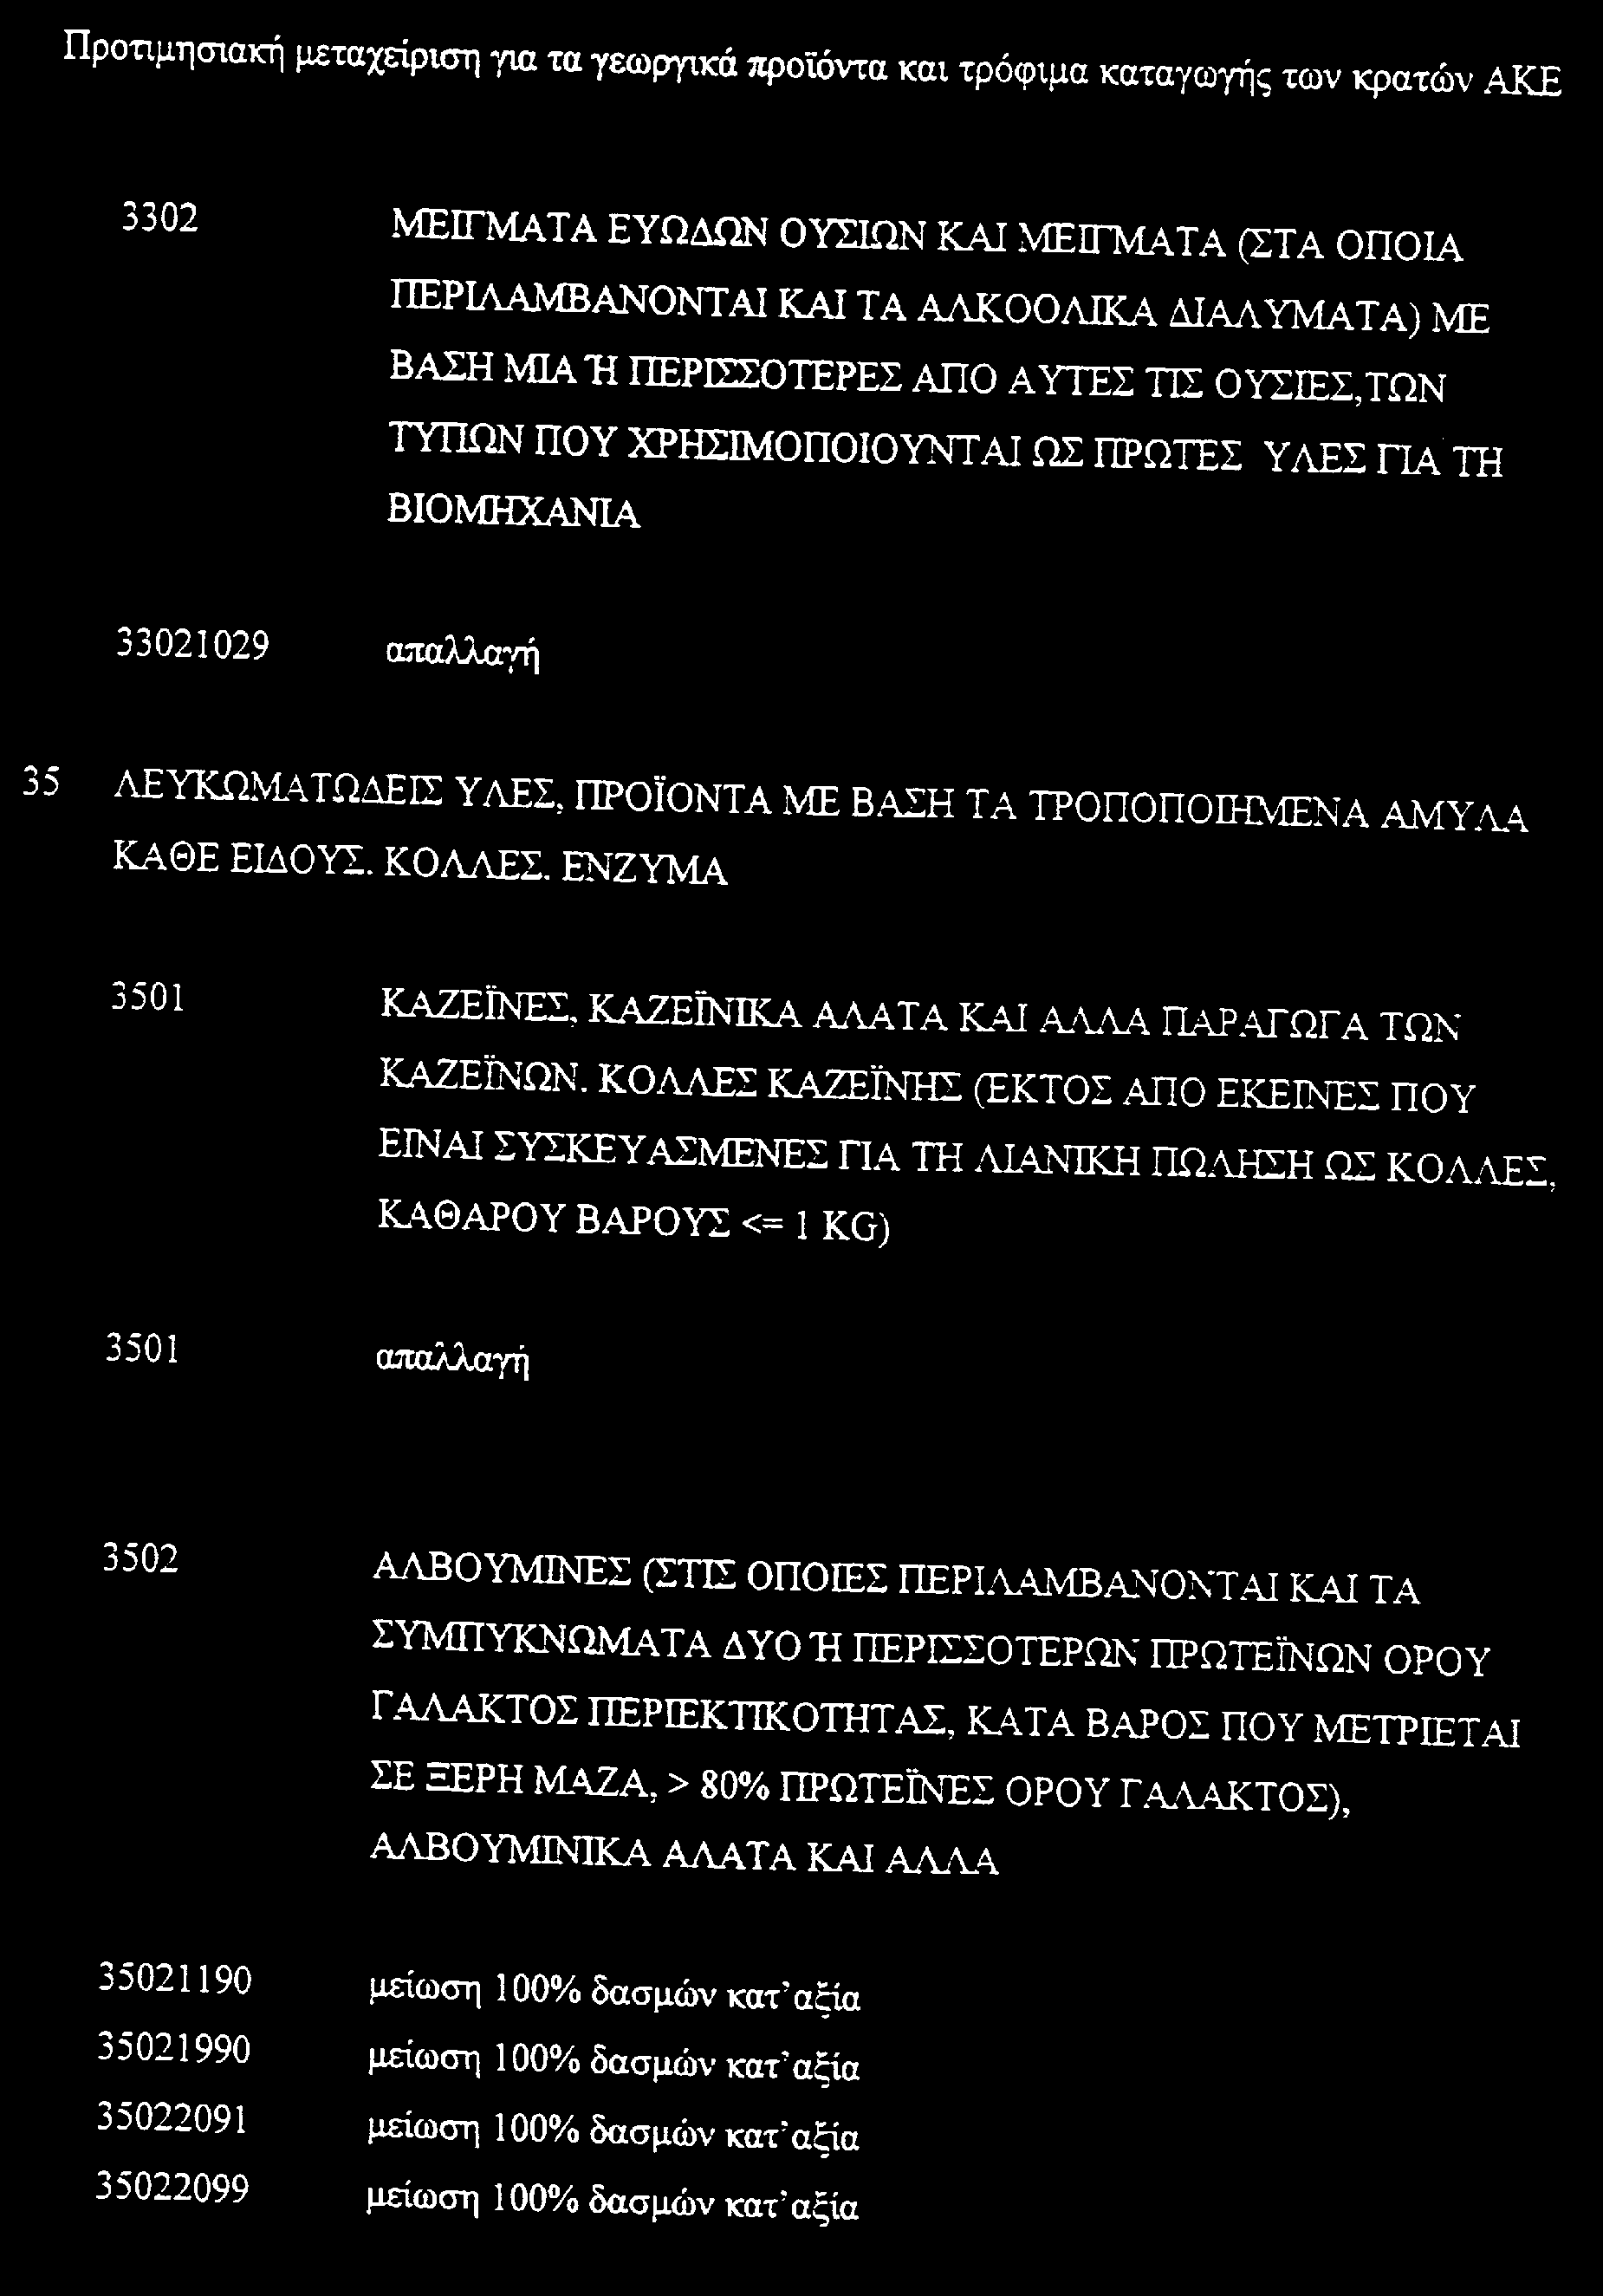 Προτιμησιακή μεταχείριση για τα γεωργικά προϊόντα και τρόφιμα καταγωγής των κρατών ΑΚΕ
3302 ΜΕΙΓΜΑΤΑ ΕΥΩΔΩΝ ΟΥΣΙΩΝ ΚΑΙ ΜΕΙΓΜΑΤΑ (ΣΤΑ ΟΠΟΙΑ
ΠΕΡΙΛΑΜΒΑΝΟΝΤΑΙ ΚΑΙ ΤΑ ΑΛΚΟΟΛΙΚΑ ΔΙΑΛΥΜΑΤΑ) ΜΕ
ΒΑΣΗ ΜΙΑ Ή ΠΕΡΙΣΣΟΤΕΡΕΣ ΑΠΟ ΑΥΤΕΣ ΤΙΣ ΟΥΣΙΕΣ,ΤΩΝ
ΤΥΠΩΝ ΠΟΥ ΧΡΗΣΙΜΟΠΟΙΟΥΝΤΑΙ ΩΣ ΠΡΩΤΕΣ ΥΛΕΣ ΓΙΑ ΤΗ
ΒΙΟΜΗΧΑΝΙΑ
33021029 απαλλαγή
35 ΛΕΥΚΩΜΑΤΩΔΕΙΣ ΥΛΕΣ, ΠΡΟΪΟΝΤΑ ΜΕ ΒΑΣΗ ΤΑ ΤΡΟΠΟΠΟΙΗΜΕΝΑ ΑΜΥΛΑ
ΚΑΘΕ ΕΙΔΟΥΣ. ΚΟΛΛΕΣ. ΕΝΖΥΜΑ
3501 ΚΑΖΕΪΝΕΣ, ΚΑΖΕΪΝΙΚΑ ΑΛΑΤΑ ΚΑΙ ΑΛΛΑ ΠΑΡΑΓΩΓΑ ΤΩΝ
ΚΑΖΕΪΝΩΝ. ΚΟΛΛΕΣ ΚΑΖΕΪΝΗΣ (ΕΚΤΟΣ ΑΠΟ ΕΚΕΙΝΕΣ ΠΟΥ
ΕΙΝΑΙ ΣΥΣΚΕΥΑΣΜΕΝΕΣ ΓΙΑ ΤΗ ΛΙΑΝΙΚΗ ΠΩΛΗΣΗ ΩΣ ΚΟΛΛΕΣ,
ΚΑΘΑΡΟΥ ΒΑΡΟΥΣ <= 1 KG)
3501 απαλλαγή
3502 ΑΛΒΟΥΜΙΝΕΣ (ΣΤΙΣ ΟΠΟΙΕΣ ΠΕΡΙΛΑΜΒΑΝΟΝΤΑΙ ΚΑΙ ΤΑ
ΣΥΜΠΥΚΝΩΜΑΤΑ ΔΥΟ Ή ΠΕΡΙΣΣΟΤΕΡΩΝ ΠΡΩΤΕΪΝΩΝ ΟΡΟΥ
ΓΑΛΑΚΤΟΣ ΠΕΡΙΕΚΤΙΚΟΤΗΤΑΣ, ΚΑΤΑ ΒΑΡΟΣ ΠΟΥ ΜΕΤΡΙΕΤΑΙ
ΣΕ ΞΕΡΗ ΜΑΖΑ, > 80% ΠΡΩΤΕΪΝΕΣ ΟΡΟΥ ΓΑΛΑΚΤΟΣ),
ΑΛΒΟΥΜΙΝΙΚΑ ΑΛΑΤΑ ΚΑΙ ΑΛΛΑ
35021190 μείωση 100% δασμών κατ'αξία
35021990 μείωση 100% δασμών κατ'αξία
35022091 μείωση 100% δασμών κατ'αξία
35022099 μείωση 100% δασμών κατ'αξία